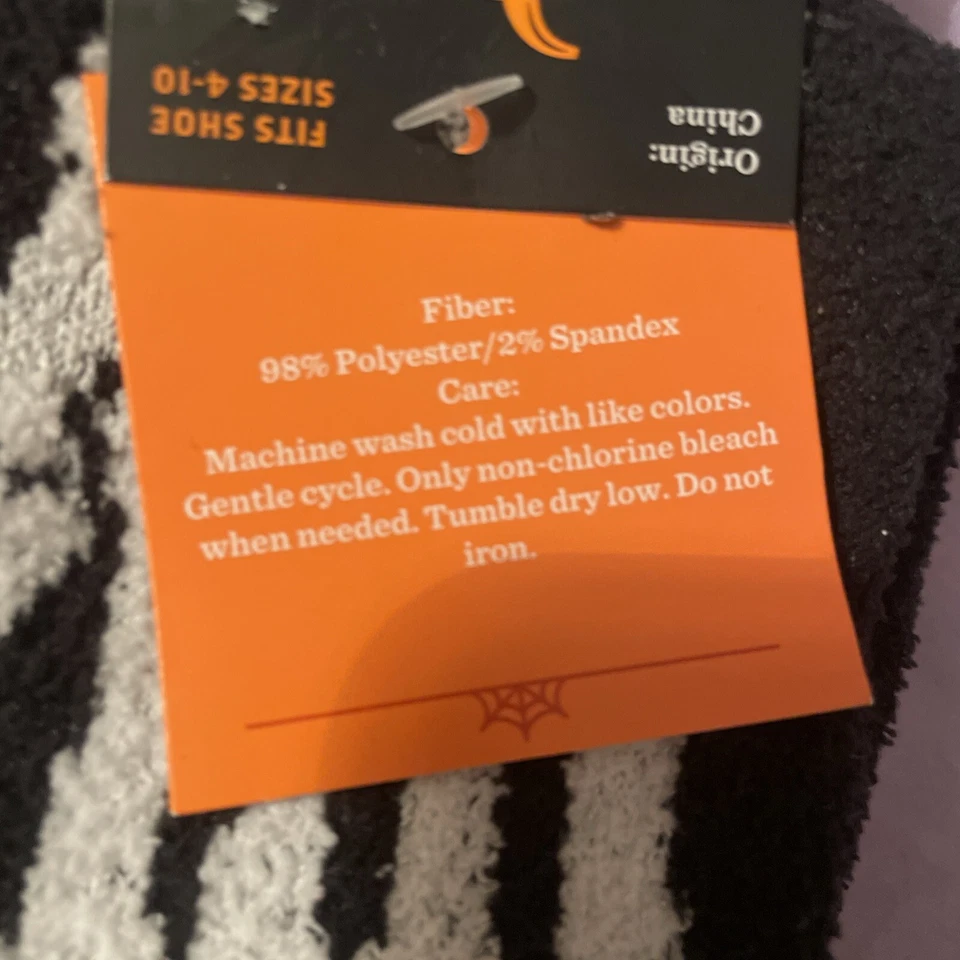 FITS SHOE
SIZES 4-10
Origin:
China
Fiber:
98% Polyester/2% Spandex
Care:
Machine wash cold with like colors.
Gentle cycle. Only non-chlorine bleach
when needed. Tumble dry low. Do not
iron.